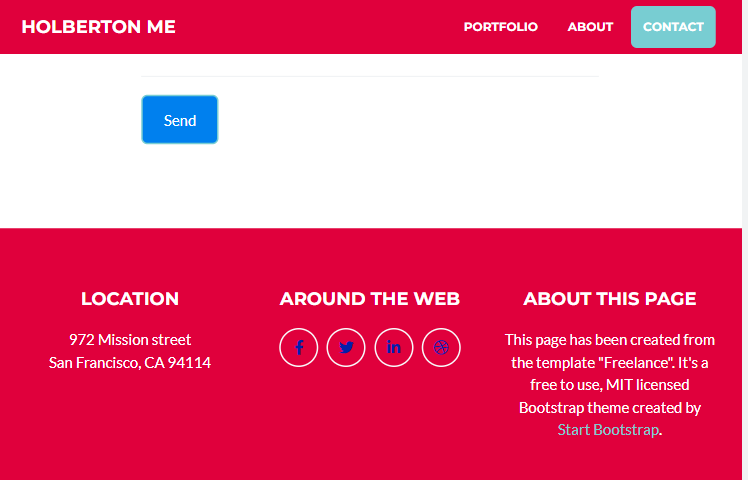 HOLBERTON ME
PORTFOLIO
ABOUT
CONTACT
Send
LOCATION
972 Mission street
San Francisco, CA 94114
AROUND THE WEB
ABOUT THIS PAGE
This page has been created from
the template "Freelance". It's a
free to use, MIT licensed
Bootstrap theme created by
Start Bootstrap.